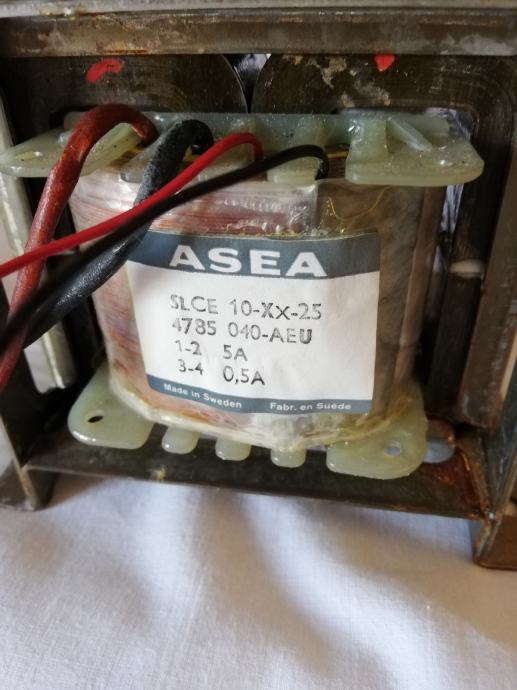 ASEA
SLCE 10-Xx-25
4785 040-AEU
1-2 5A
3-4 0,5A
Made in Sweden Fabr. en Suède